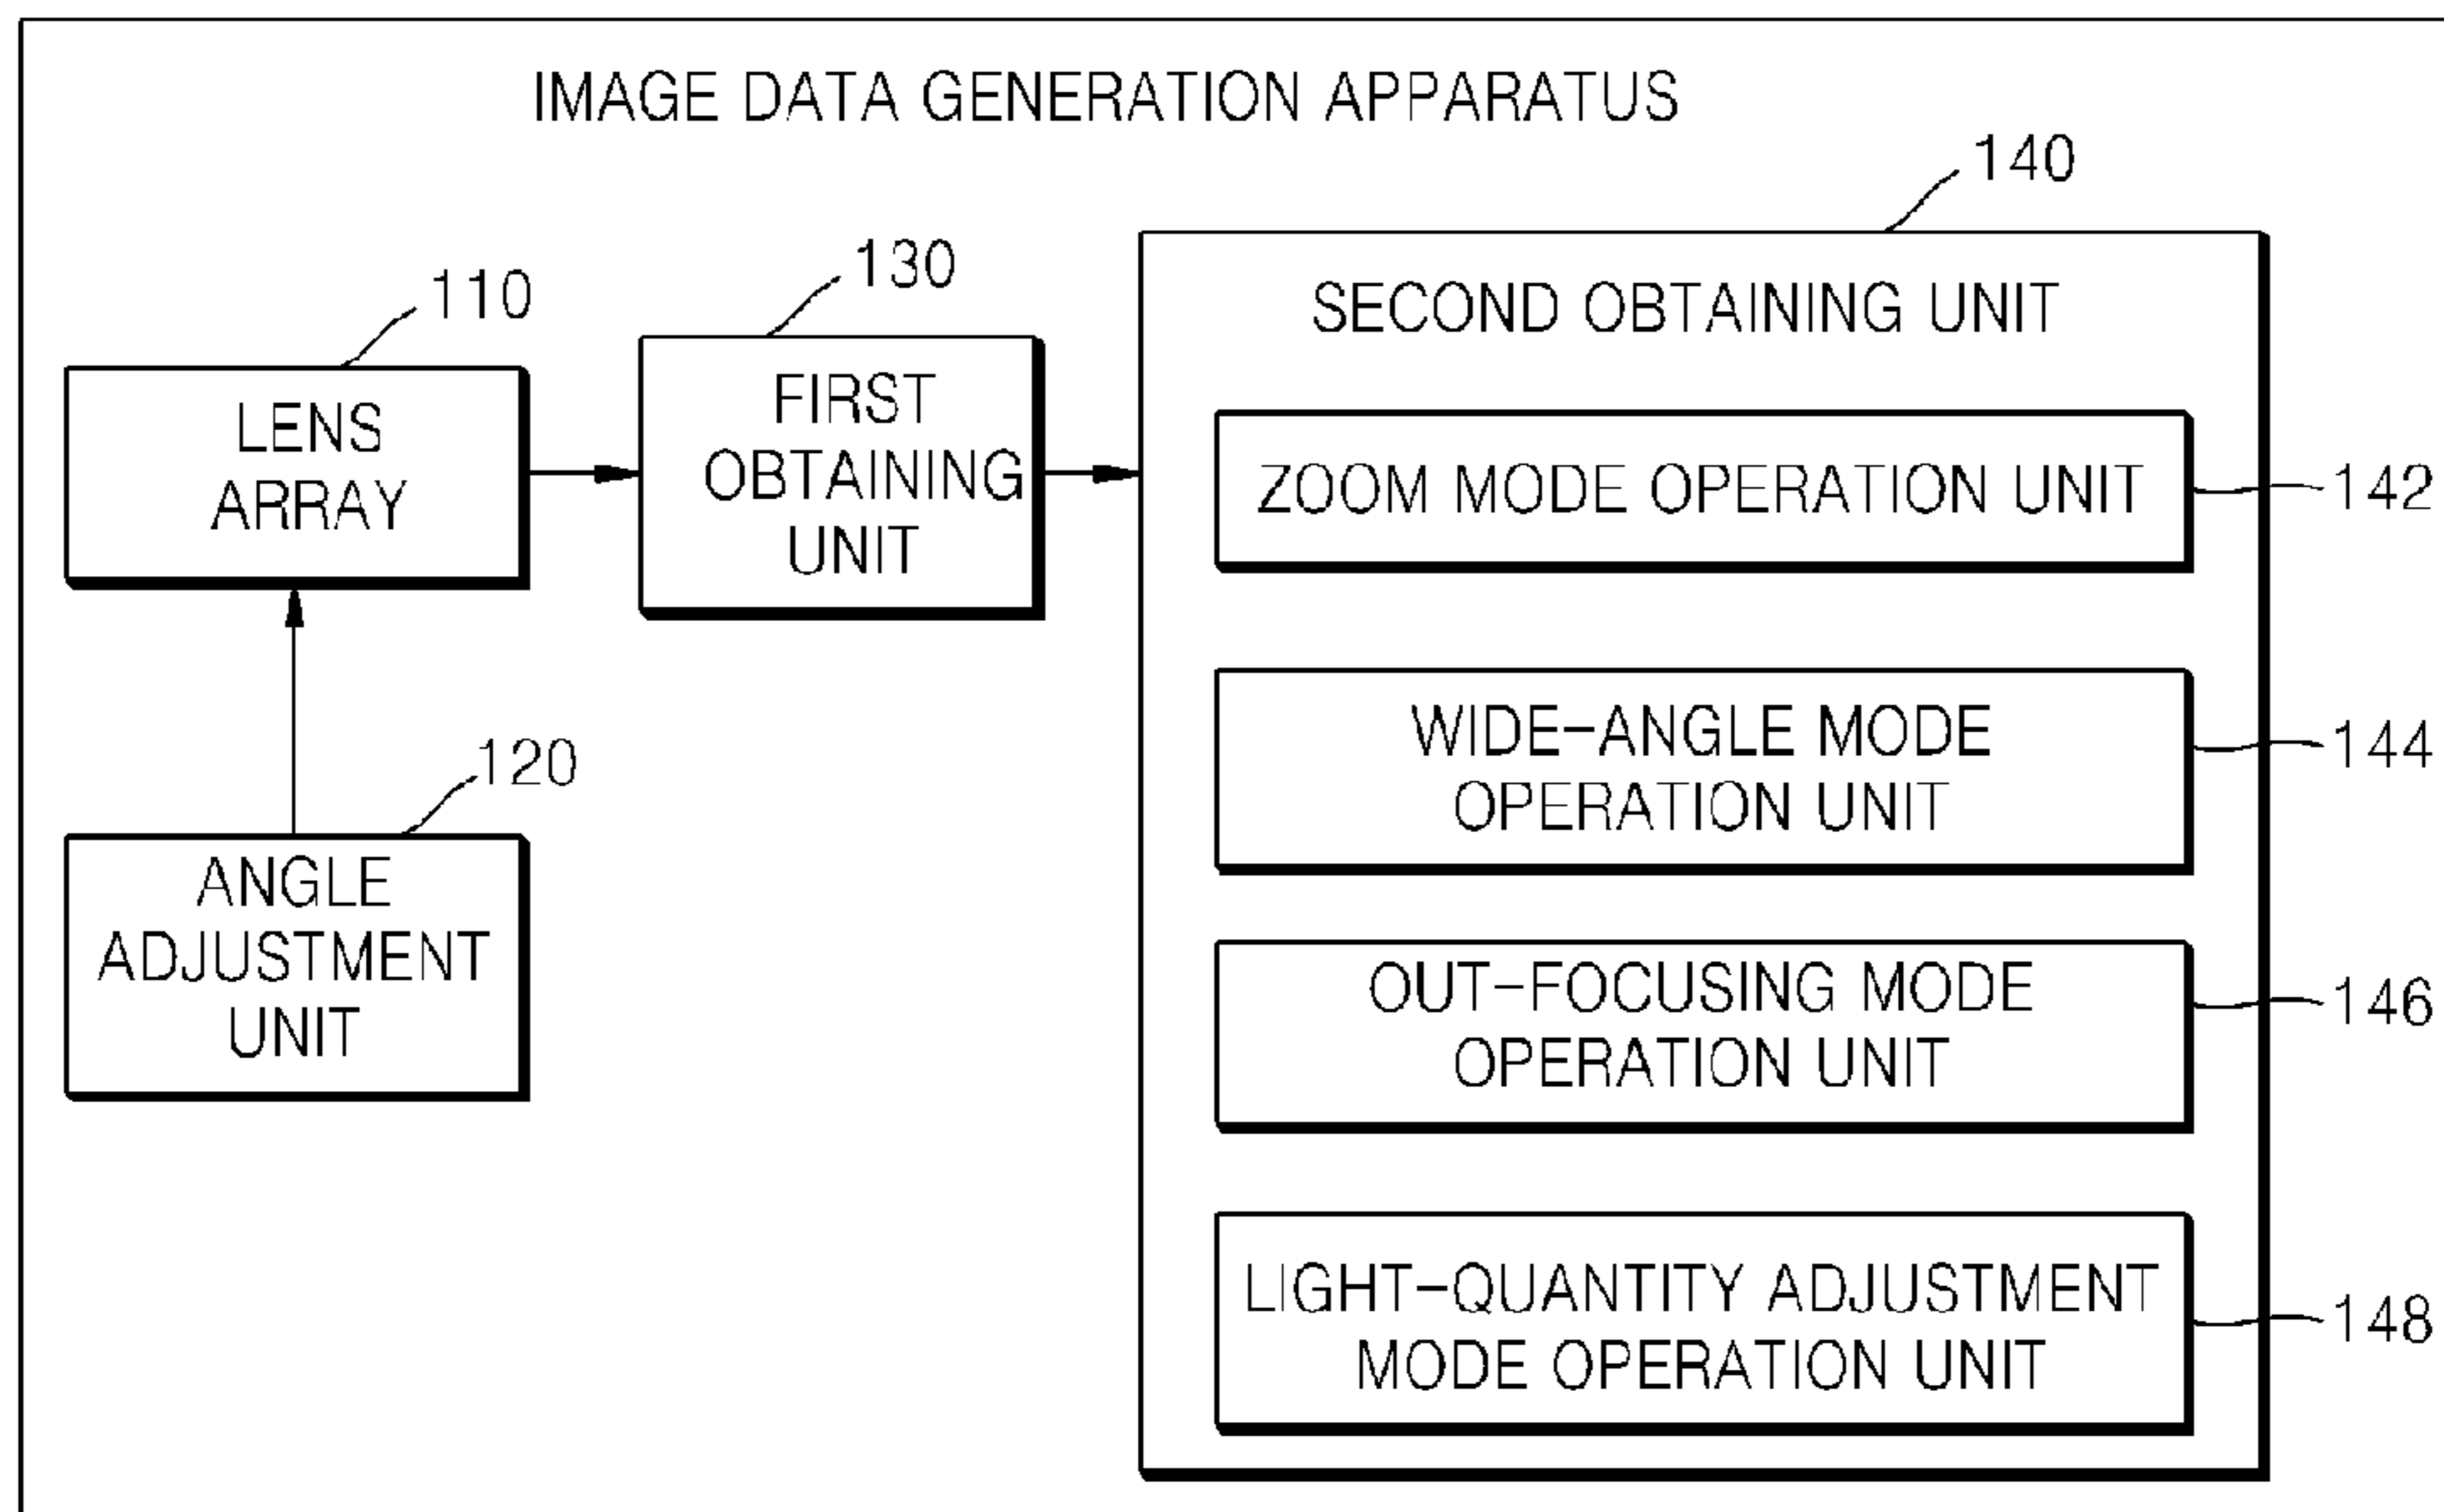 IMAGE DATA GENERATION APPARATUS
110
LENS
ARRAY
120
ANGLE
ADJUSTMENT
UNIT
130
FIRST
OBTAINING
UNIT
140
SECOND OBTAINING UNIT
ZOOM MODE OPERATION UNIT
142
WIDE-ANGLE MODE
OPERATION UNIT
144
OUT-FOCUSING MODE
OPERATION UNIT
146
LIGHT-QUANTITY ADJUSTMENT
MODE OPERATION UNIT
148